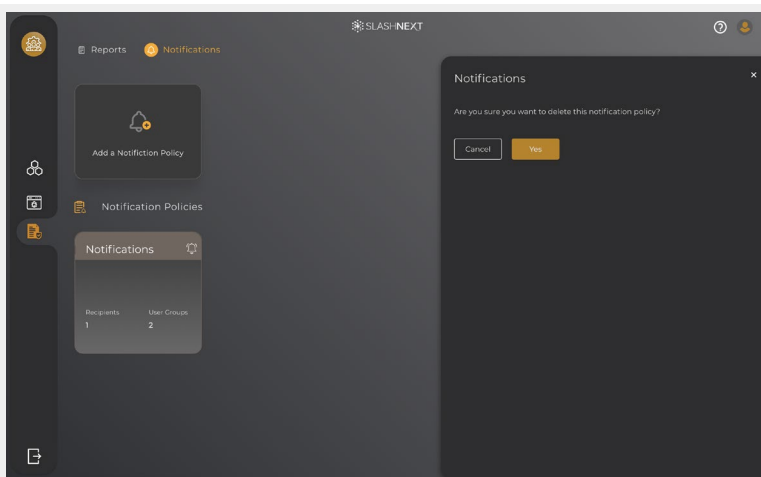 SLASHNEXT
Reports
Notifications
Add a Notifiction Policy
Notification Policies
Notifications
Recipients User Groups
1 2
Notifications
Are you sure you want to delete this notification policy?
Cancel Yes